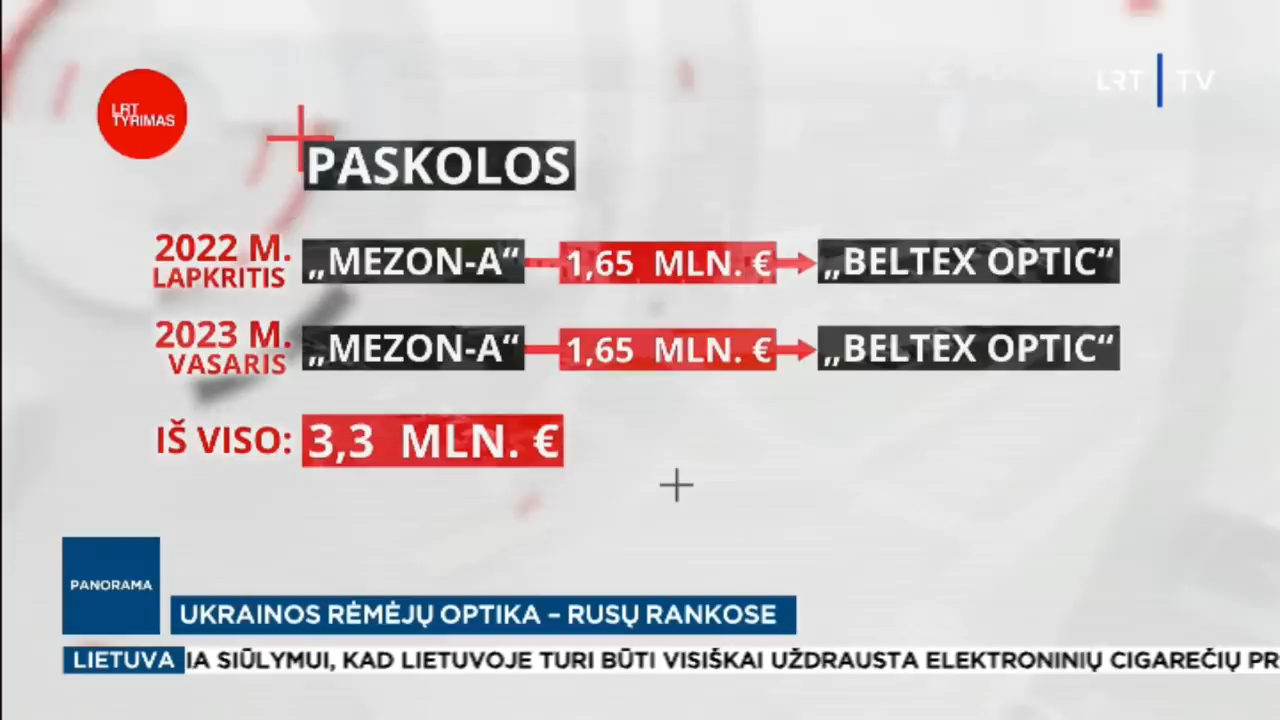 LRT
TYRIMAS
LRT TV
PASKOLOS
2022 M.
LAPKRITIS
„MEZON-A“ 1,65 MLN. € „BELTEX OPTIC“
2023 M.
VASARIS
„MEZON-A“ 1,65 MLN. € „BELTEX OPTIC“
IŠ VISO: 3,3 MLN. €
PANORAMA
UKRAINOS RĖMĖJŲ OPTIKA – RUSŲ RANKOSE
LIETUVA IA SIŪLYMUI, KAD LIETUVOJE TURI BŪTI VISIŠKAI UŽDRAUSTA ELEKTRONINIŲ CIGAREČIŲ PR